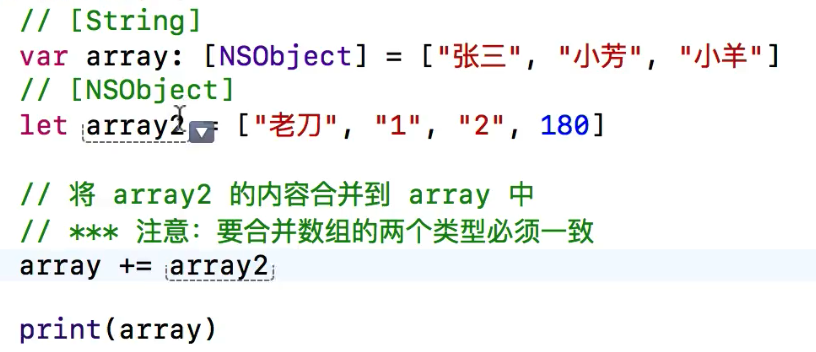 // [String]
var array: [NSObject] = ["张三", "小芳", "小羊"]
// [NSObject]
let array2 = ["老刀", "1", "2", 180]
// 将 array2 的内容合并到 array 中
// *** 注意：要合并数组的两个类型必须一致
array += array2
print(array)